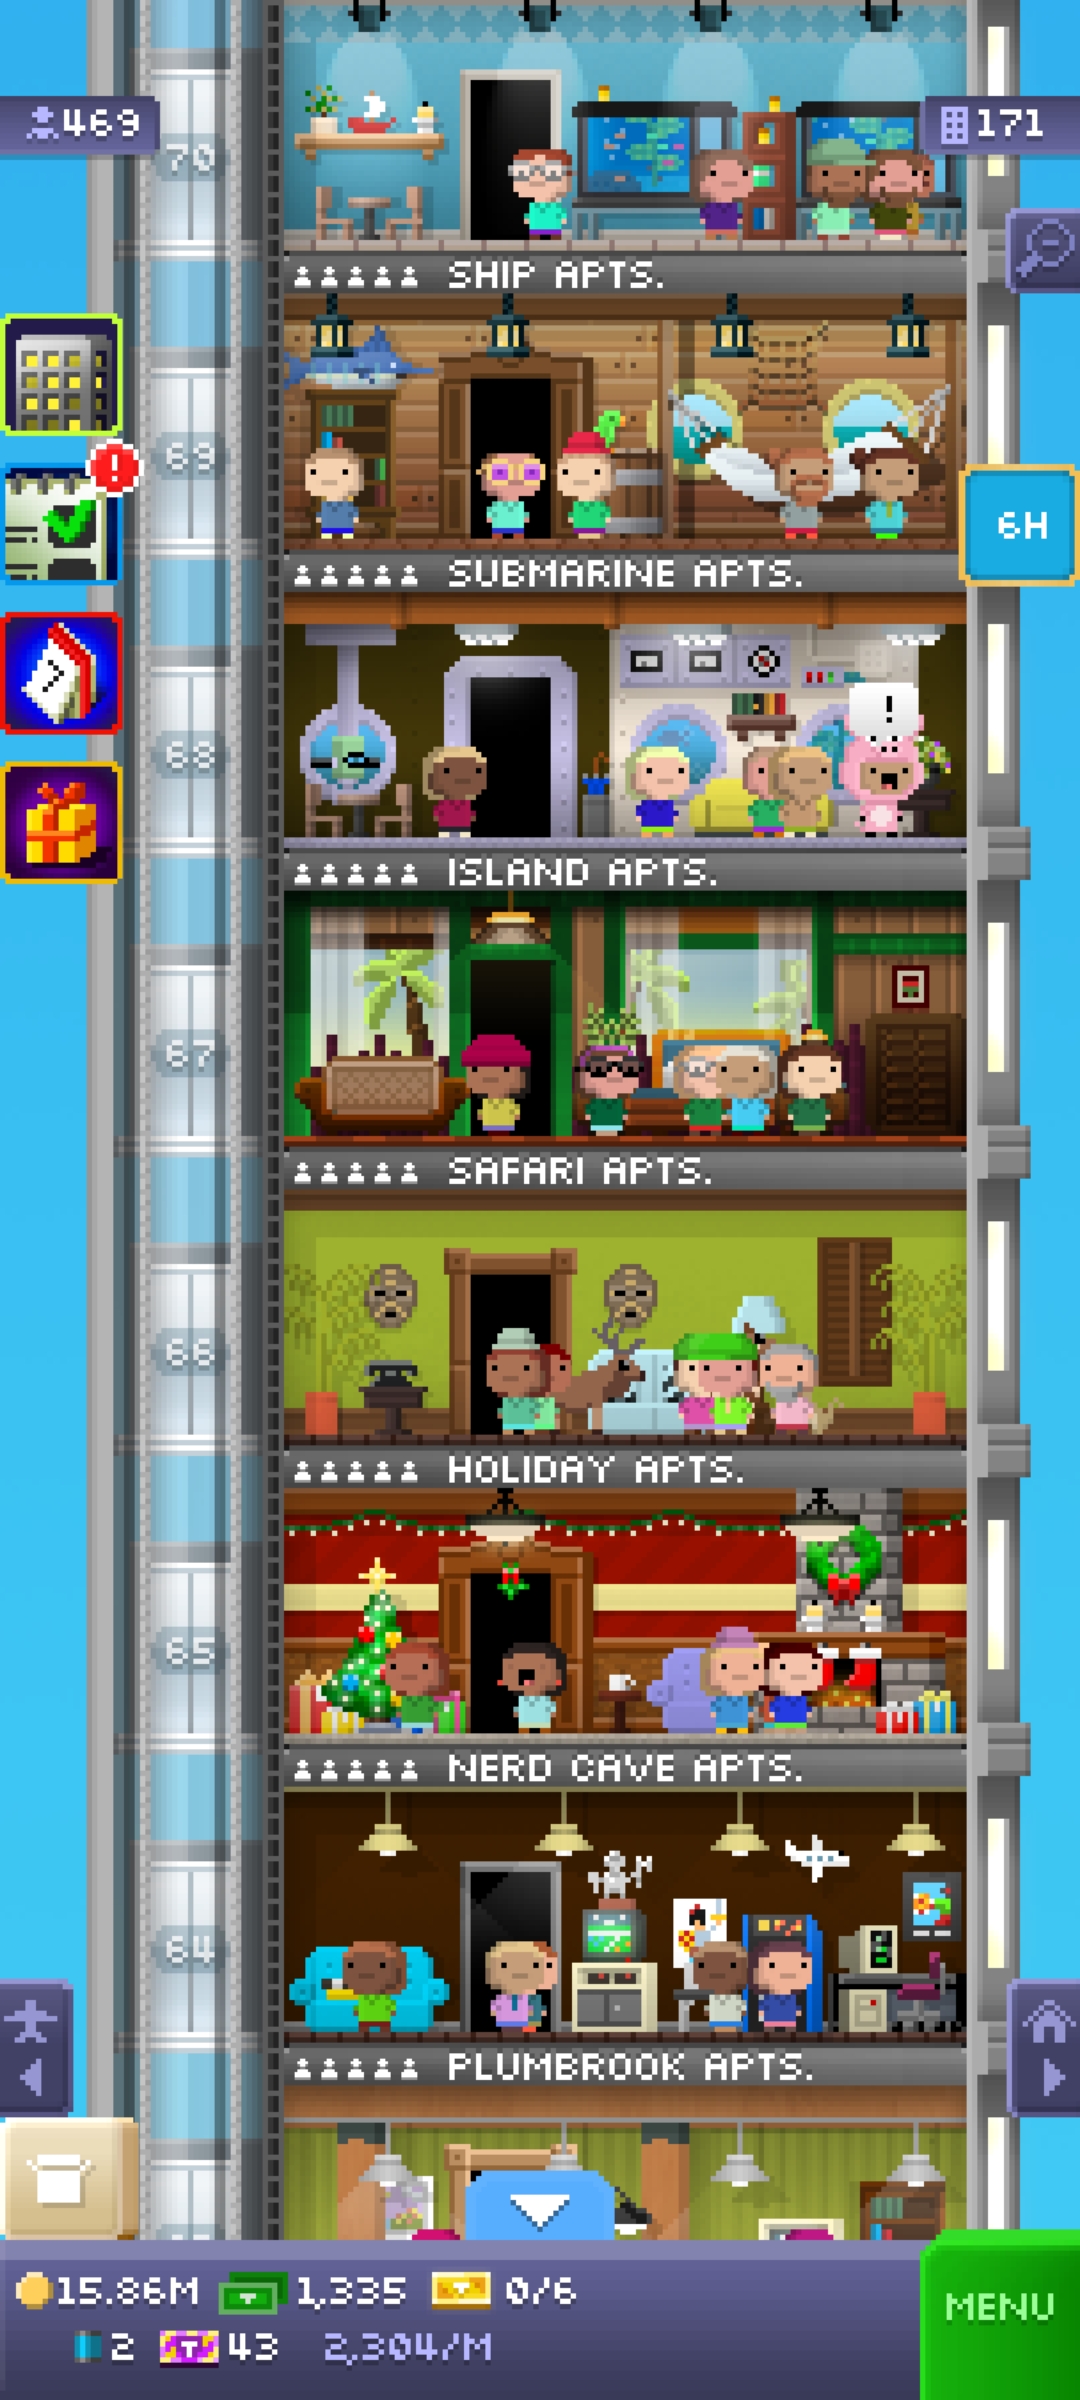 469
171
70
SHIP APTS.
69
6H
SUBMARINE APTS.
!
68
ISLAND APTS.
67
SAFARI APTS.
66
HOLIDAY APTS.
65
NERD CAVE APTS.
64
PLUMBROOK APTS.
15.86M 1,335 0/6
MENU
2 43 2,304/M